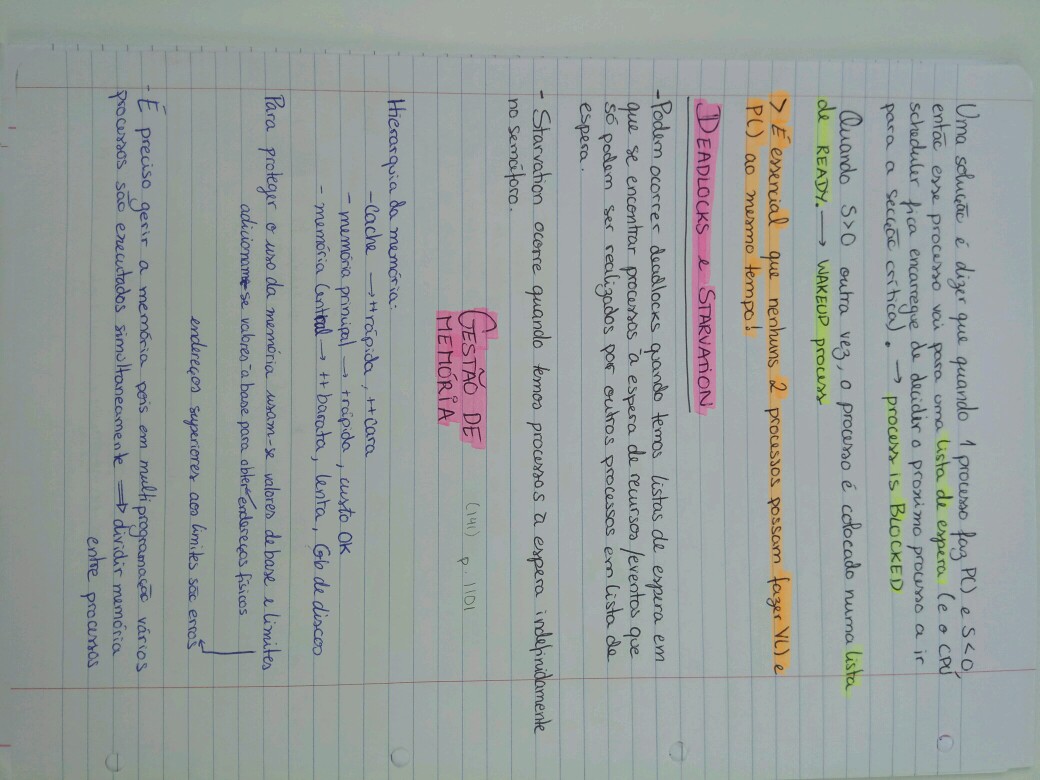 Uma solução é dizer que quando 1 processo faz P() e S<0,
então esse processo vai para uma lista de espera (e o CPU
scheduler fica encarregue de decidir o proximo processo a ir
para a secção crítica). → process is BLOCKED
Quando S>0 outra vez, o processo é colocado numa lista
de READY. → WAKEUP process
> É essencial que nenhuns 2 processos possam fazer V() e
P() ao mesmo tempo!
DEADLOCKS e STARVATION
- Podem ocorrer deadlocks quando temos listas de espera em
que se encontrar processos à espera de recursos/eventos que
só podem ser realizados por outros processos em lista de
espera.
- Starvation ocorre quando temos processos à espera indefinidamente
no semáforo.
GESTÃO DE (141) p. 1101
MEMÓRIA
Hierarquia da memória:
- Cache → ++rápida, ++cara
- memória principal → +rápida, custo OK
- memória Central → ++ barata, lenta, Gb de discoo
Para proteger o uso da memória usam-se valores de base e limites
adicionam-se valores à base para obter endereços físicos
endereços superiores aos limites são erros
- É preciso gerir a memória pois em multiprogramação vários
processos são executados simultaneamente ⇒ dividir memória
entre processos